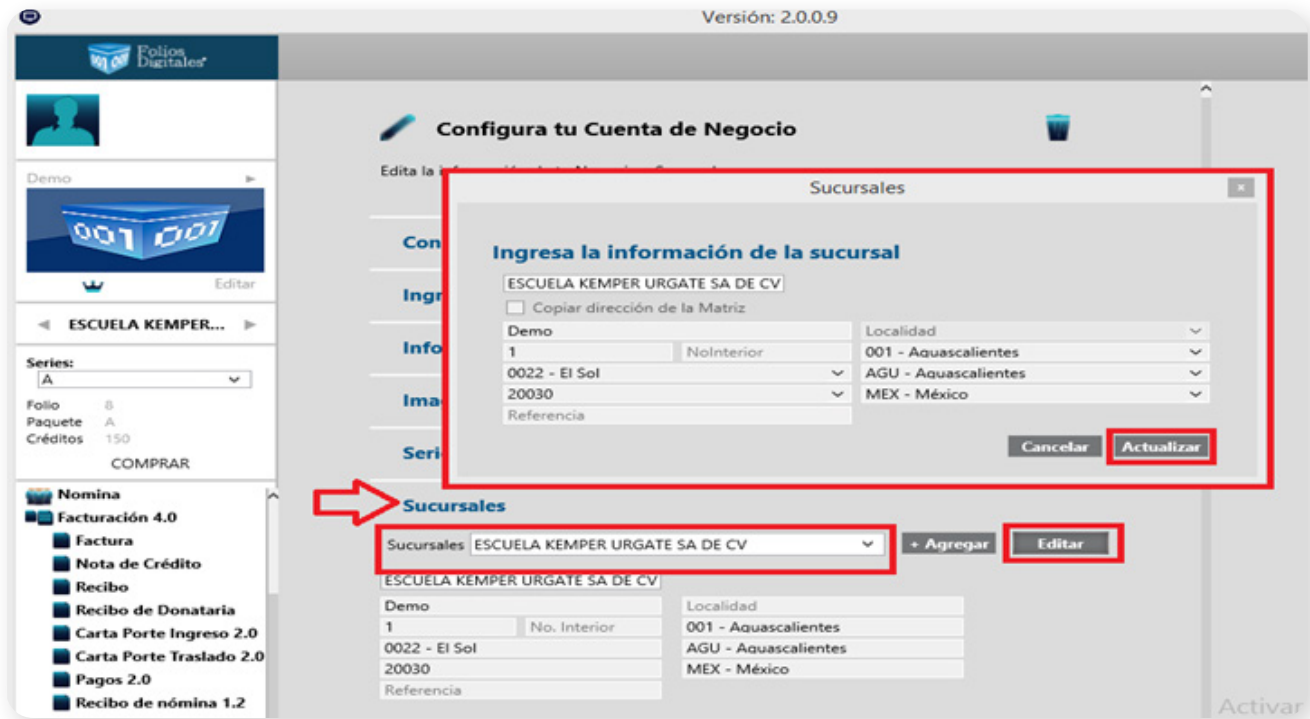 Versión: 2.0.0.9
Folios
Digitales
Demo
001 001
Editar
ESCUELA KEMPER...
Series:
A
Folio 8
Paquete A
Créditos 150
COMPRAR
Nomina
Facturación 4.0
Factura
Nota de Crédito
Recibo
Recibo de Donataria
Carta Porte Ingreso 2.0
Carta Porte Traslado 2.0
Pagos 2.0
Recibo de nómina 1.2
Configura tu Cuenta de Negocio
Edita la
Con
Ingr
Info
Ima
Seri
Sucursales
Ingresa la información de la sucursal
ESCUELA KEMPER URGATE SA DE CV
Copiar dirección de la Matriz
Demo Localidad
1 NoInterior 001 - Aguascalientes
0022 - El Sol AGU - Aguascalientes
20030 MEX - México
Referencia
Cancelar Actualizar
Sucursales
Sucursales ESCUELA KEMPER URGATE SA DE CV + Agregar Editar
ESCUELA KEMPER URGATE SA DE CV
Demo Localidad
1 No. Interior 001 - Aguascalientes
0022 - El Sol AGU - Aguascalientes
20030 MEX - México
Referencia
Activar